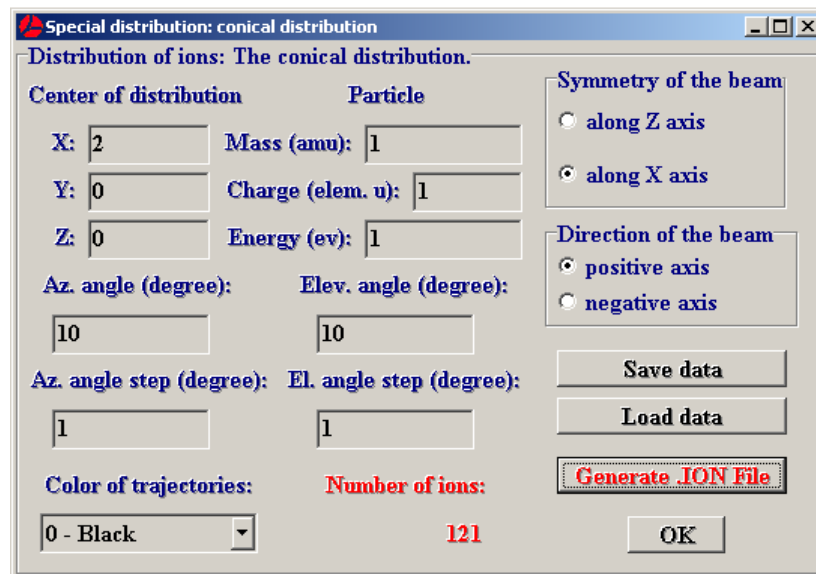 Special distribution: conical distribution
Distribution of ions: The conical distribution.
Center of distribution
Particle
X: 2
Mass (amu): 1
Y: 0
Charge (elem. u): 1
Z: 0
Energy (ev): 1
Az. angle (degree):
Elev. angle (degree):
10
10
Az. angle step (degree):
El. angle step (degree):
1
1
Color of trajectories:
Number of ions:
0 - Black
121
Symmetry of the beam
along Z axis
along X axis
Direction of the beam
positive axis
negative axis
Save data
Load data
Generate .ION File
OK